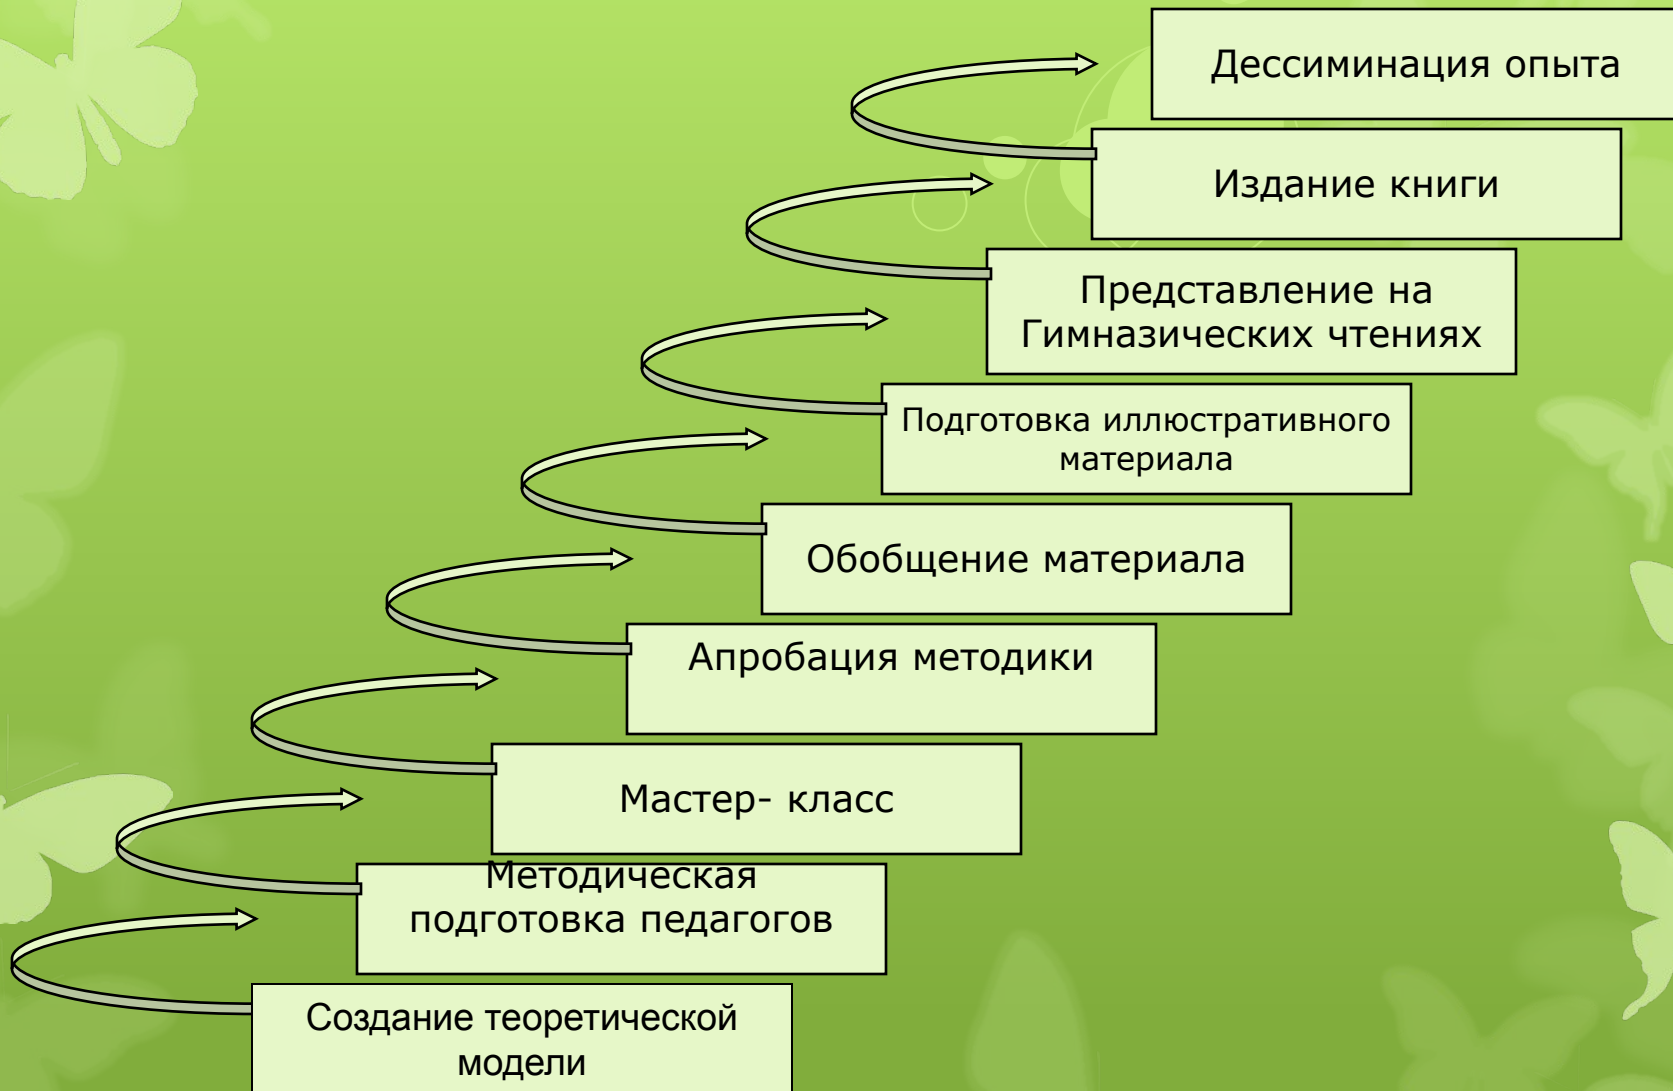 Дессиминация опыта
Издание книги
Представление на
Гимназических чтениях
Подготовка иллюстративного
материала
Обобщение материала
Апробация методики
Мастер- класс
Методическая
подготовка педагогов
Создание теоретической
модели